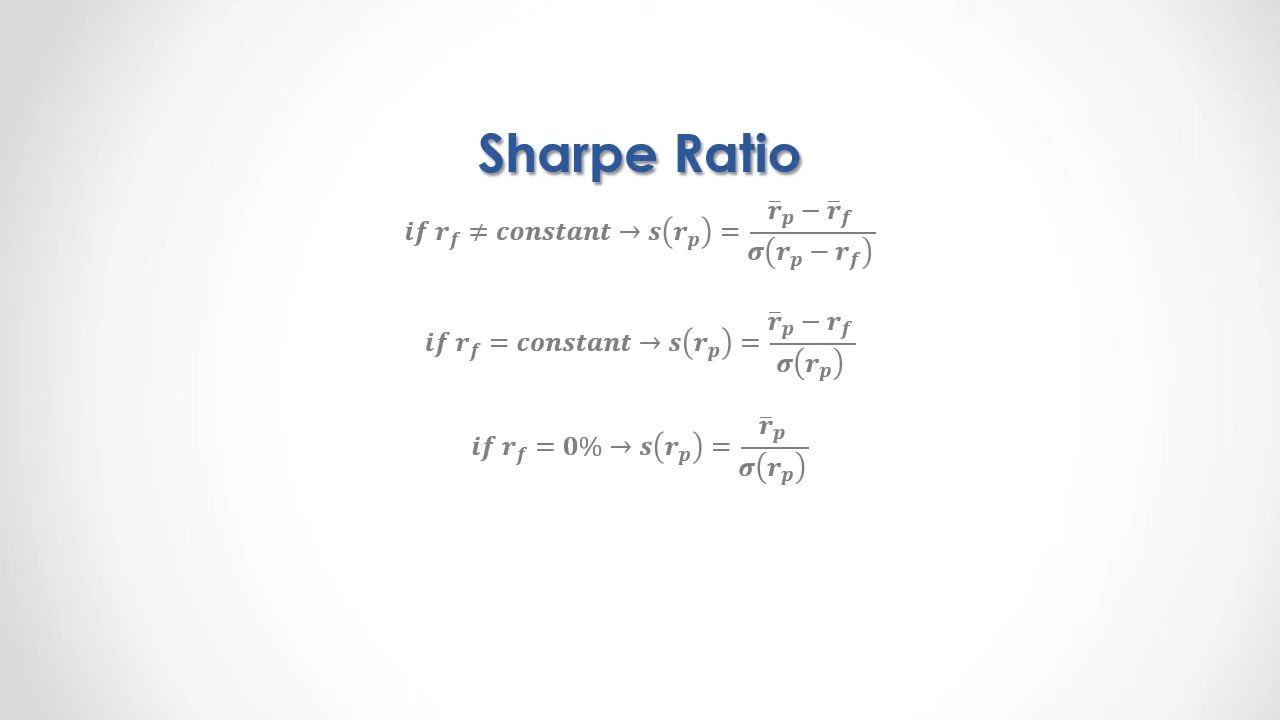 Sharpe Ratio
if r_f ≠ constant → s(r_p) = (r̄_p − r̄_f) / σ(r_p − r_f)
if r_f = constant → s(r_p) = (r̄_p − r_f) / σ(r_p)
if r_f = 0% → s(r_p) = r̄_p / σ(r_p)